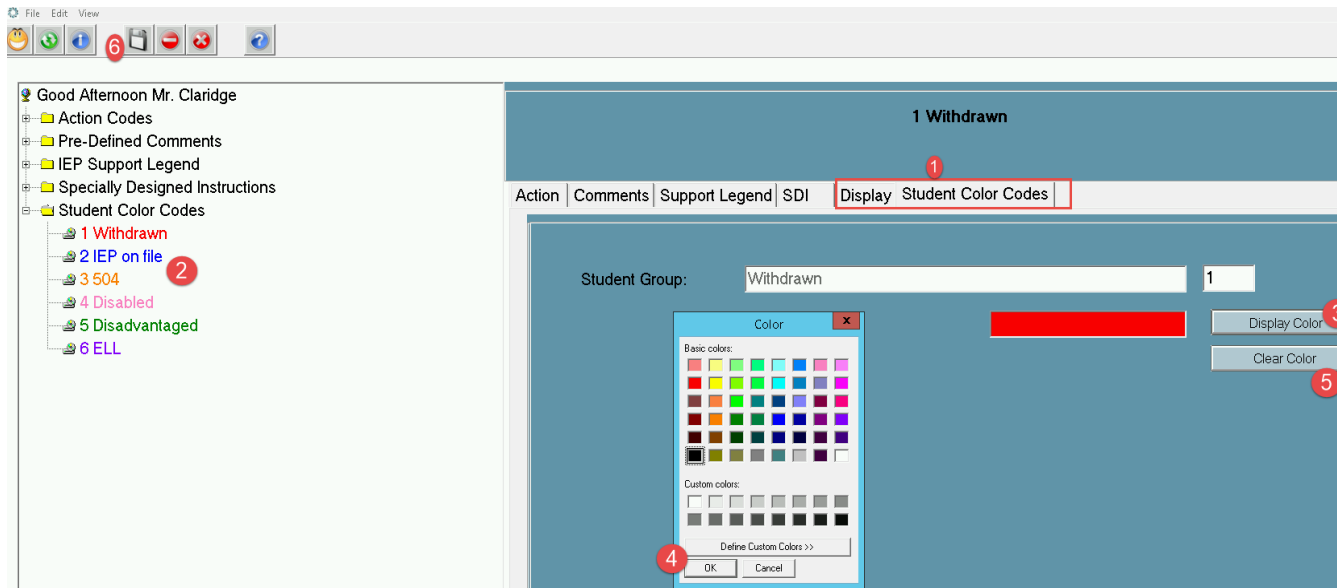 File Edit View
6
Good Afternoon Mr. Claridge
Action Codes
Pre-Defined Comments
IEP Support Legend
Specially Designed Instructions
Student Color Codes
1 Withdrawn
2 IEP on file
2
3 504
4 Disabled
5 Disadvantaged
6 ELL
1 Withdrawn
1
Action Comments Support Legend SDI Display Student Color Codes
Student Group: Withdrawn 1
Display Color 3
Clear Color
5
Color x
Basic colors:
Custom colors:
Define Custom Colors >>
4
OK Cancel